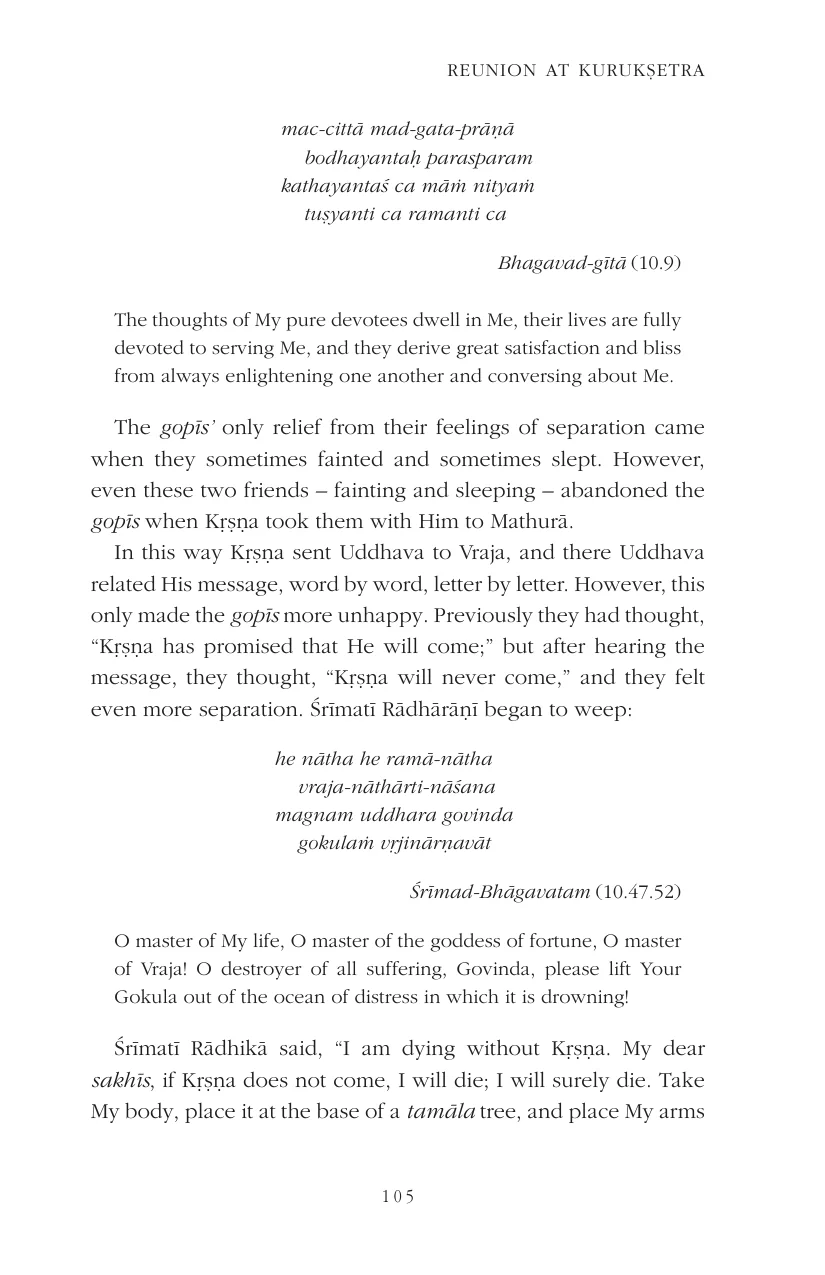 REUNION AT KURUKṢETRA
mac-cittā mad-gata-prāṇā
bodhayantaḥ parasparam
kathayantaś ca māṁ nityaṁ
tuṣyanti ca ramanti ca
Bhagavad-gītā (10.9)
The thoughts of My pure devotees dwell in Me, their lives are fully
devoted to serving Me, and they derive great satisfaction and bliss
from always enlightening one another and conversing about Me.
The gopīs’ only relief from their feelings of separation came
when they sometimes fainted and sometimes slept. However,
even these two friends – fainting and sleeping – abandoned the
gopīs when Kṛṣṇa took them with Him to Mathurā.
In this way Kṛṣṇa sent Uddhava to Vraja, and there Uddhava
related His message, word by word, letter by letter. However, this
only made the gopīs more unhappy. Previously they had thought,
“Kṛṣṇa has promised that He will come;” but after hearing the
message, they thought, “Kṛṣṇa will never come,” and they felt
even more separation. Śrīmatī Rādhārāṇī began to weep:
he nātha he ramā-nātha
vraja-nāthārti-nāśana
magnam uddhara govinda
gokulaṁ vṛjinārṇavāt
Śrīmad-Bhāgavatam (10.47.52)
O master of My life, O master of the goddess of fortune, O master
of Vraja! O destroyer of all suffering, Govinda, please lift Your
Gokula out of the ocean of distress in which it is drowning!
Śrīmatī Rādhikā said, “I am dying without Kṛṣṇa. My dear
sakhīs, if Kṛṣṇa does not come, I will die; I will surely die. Take
My body, place it at the base of a tamāla tree, and place My arms
105